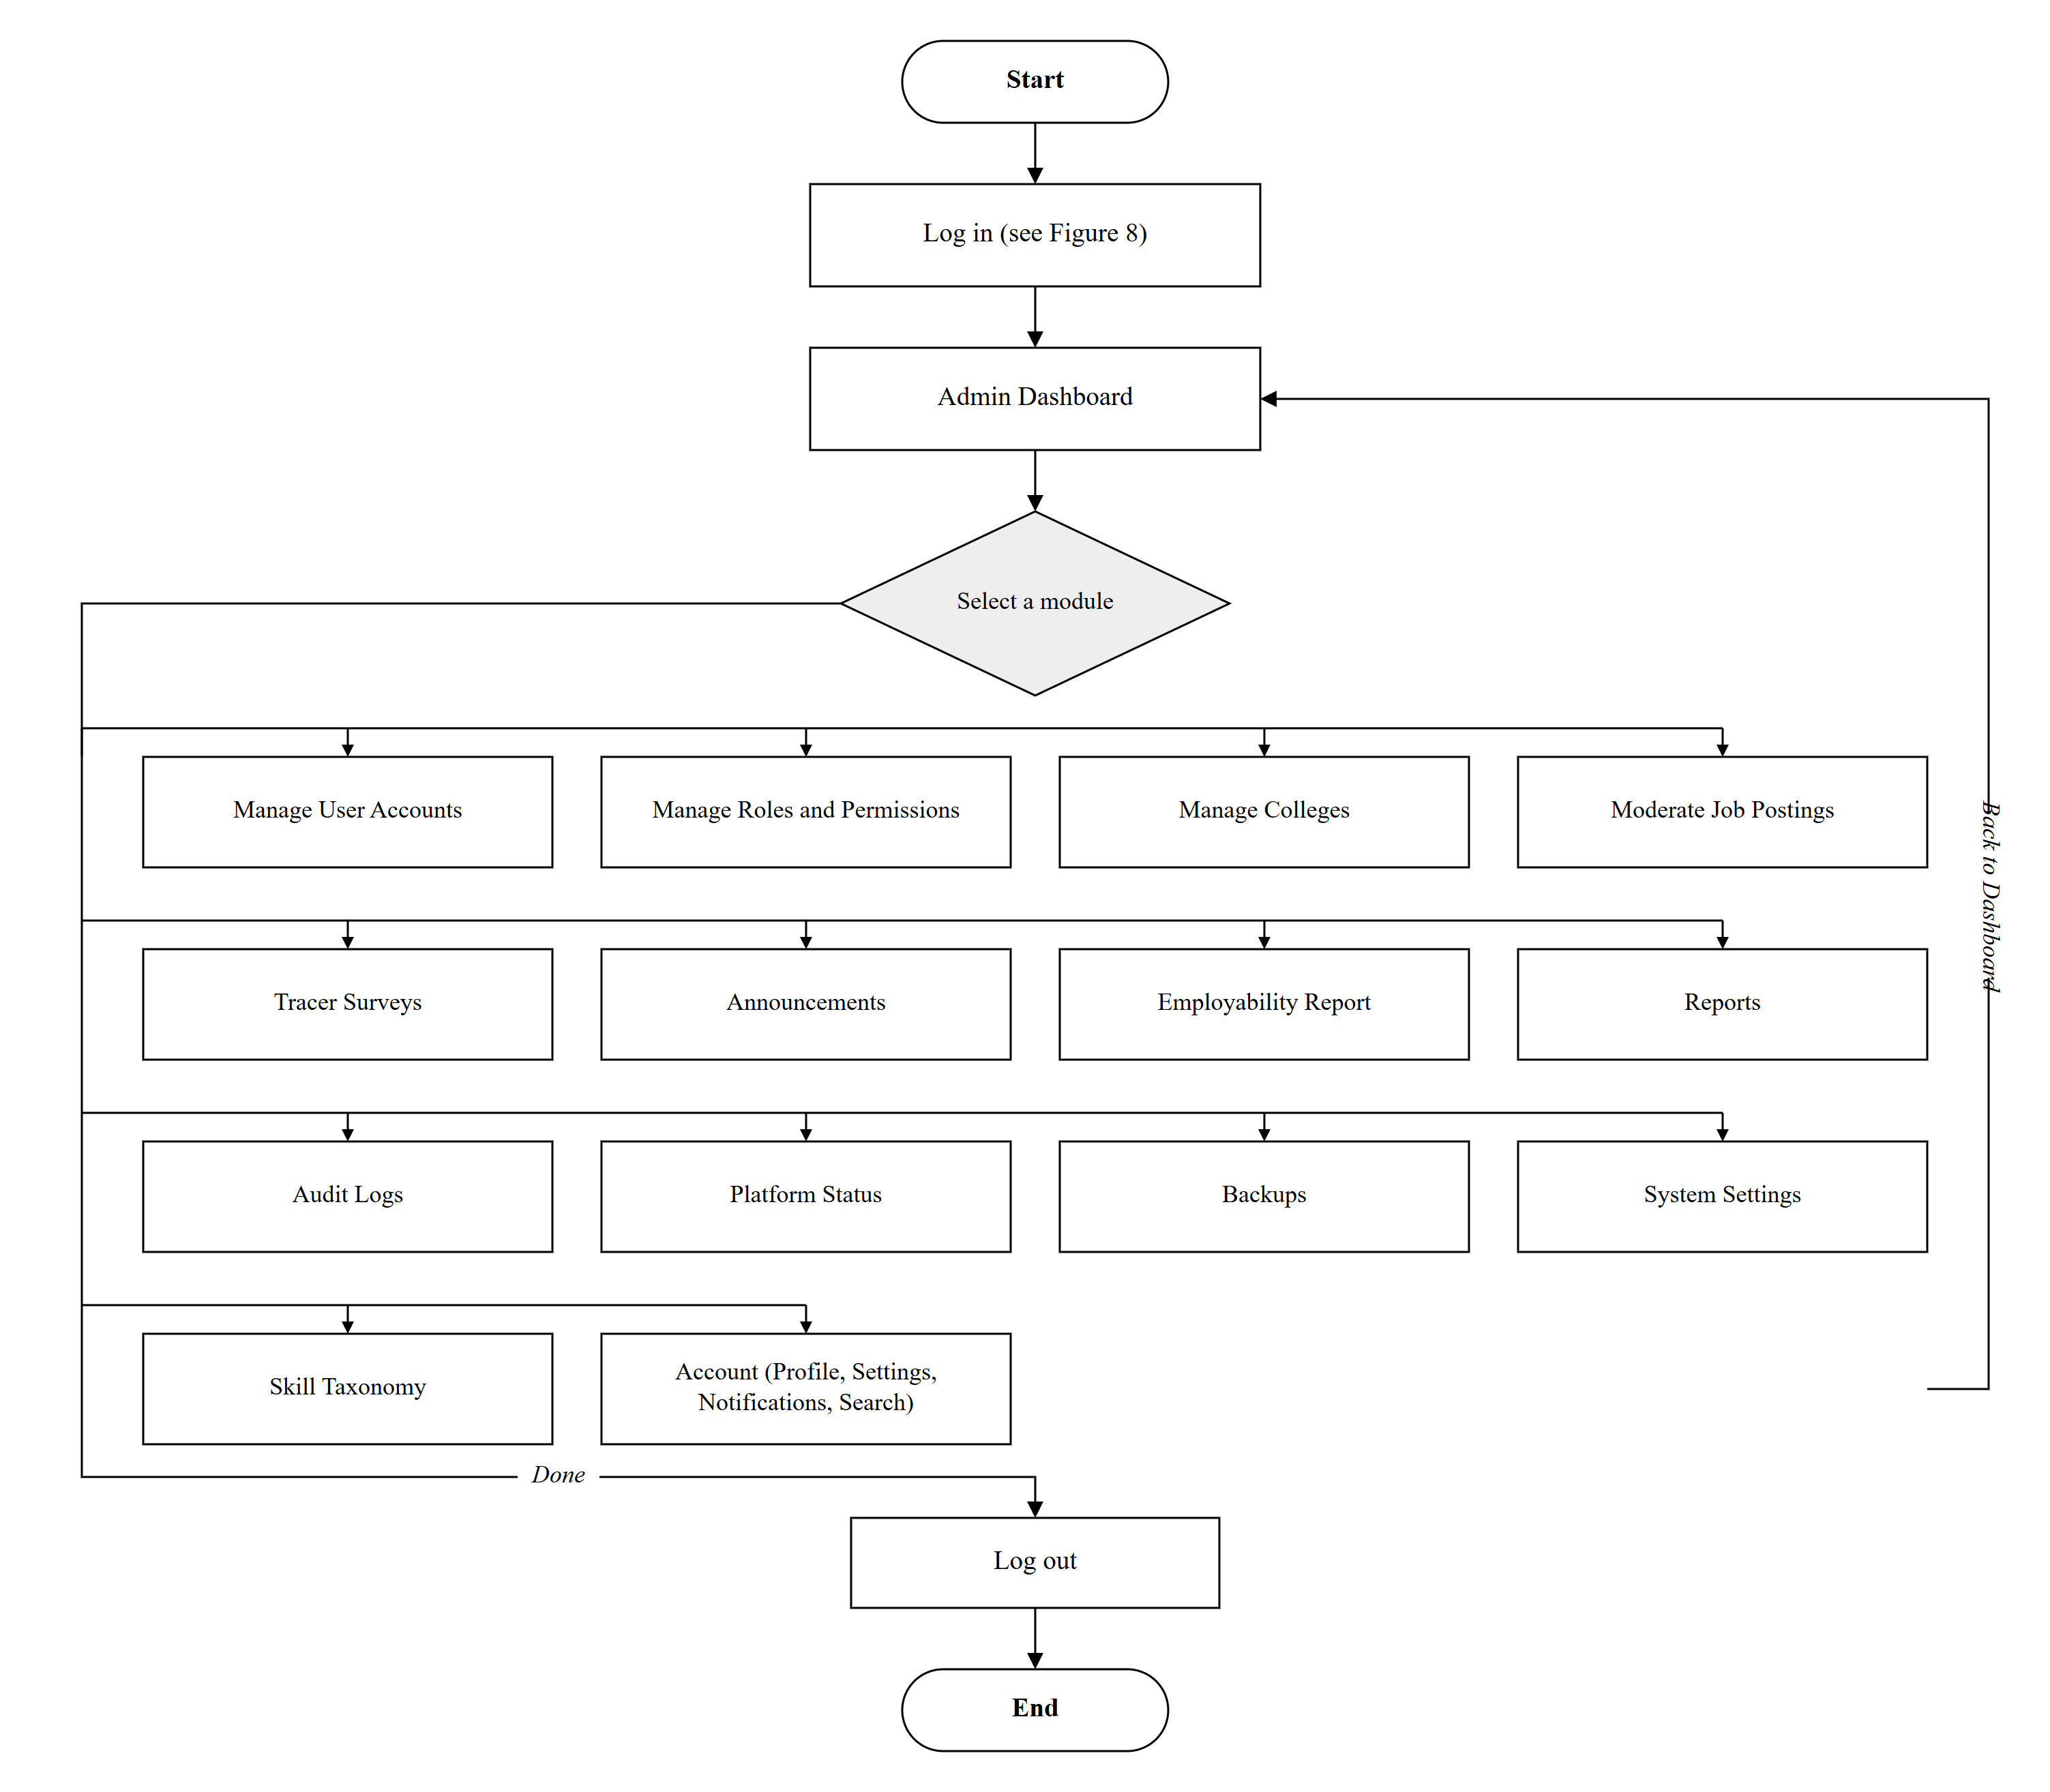 Start
Log in (see Figure 8)
Admin Dashboard
Select a module
Manage User Accounts
Manage Roles and Permissions
Manage Colleges
Moderate Job Postings
Back to Dashboard
Tracer Surveys
Announcements
Employability Report
Reports
Audit Logs
Platform Status
Backups
System Settings
Skill Taxonomy
Account (Profile, Settings,
Notifications, Search)
Done
Log out
End